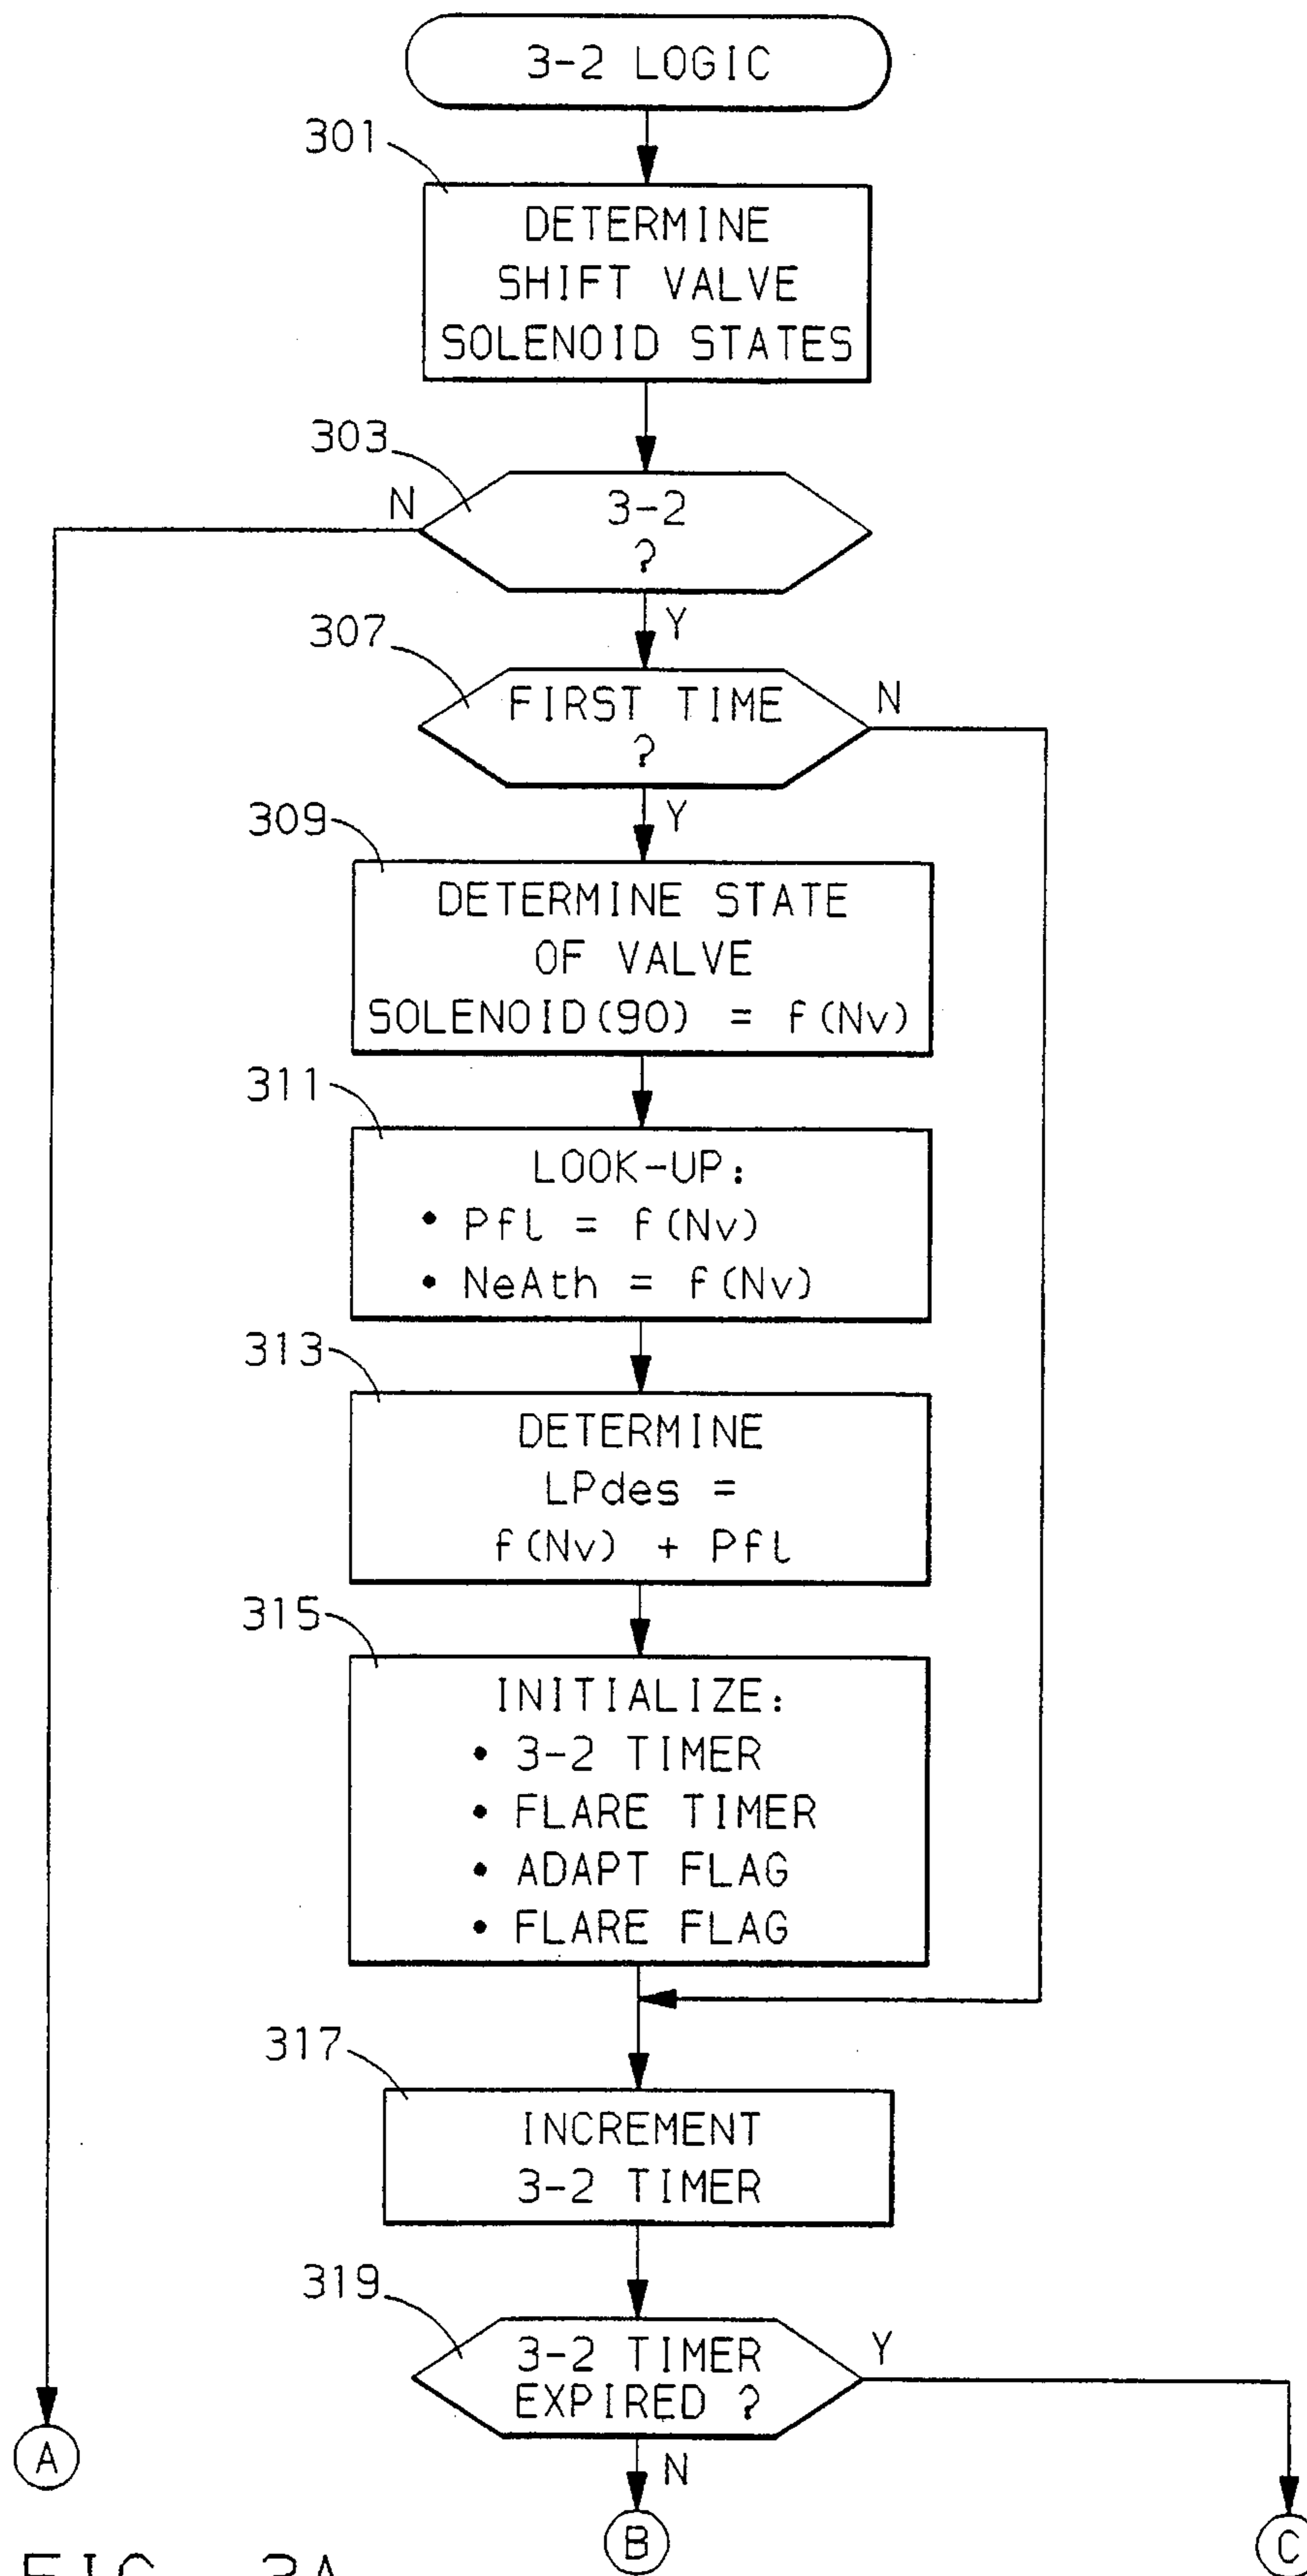 3-2 LOGIC
301
DETERMINE
SHIFT VALVE
SOLENOID STATES
303
N
3-2
?
Y
307
FIRST TIME
?
N
Y
309
DETERMINE STATE
OF VALVE
SOLENOID(90) = f(Nv)
311
LOOK-UP:
• Pfl = f(Nv)
• NeAth = f(Nv)
313
DETERMINE
LPdes =
f(Nv) + Pfl
315
INITIALIZE:
• 3-2 TIMER
• FLARE TIMER
• ADAPT FLAG
• FLARE FLAG
317
INCREMENT
3-2 TIMER
319
3-2 TIMER
EXPIRED ?
Y
N
A
B
C
FIG. 3A